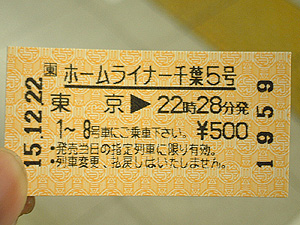 東 ホームライナー千葉5号
東京▶22時28分発
1～8号車にご乗車下さい。 ¥500
・発売当日の指定列車に限り有効。
・列車変更、払戻しはいたしません。
15.12.22
1959